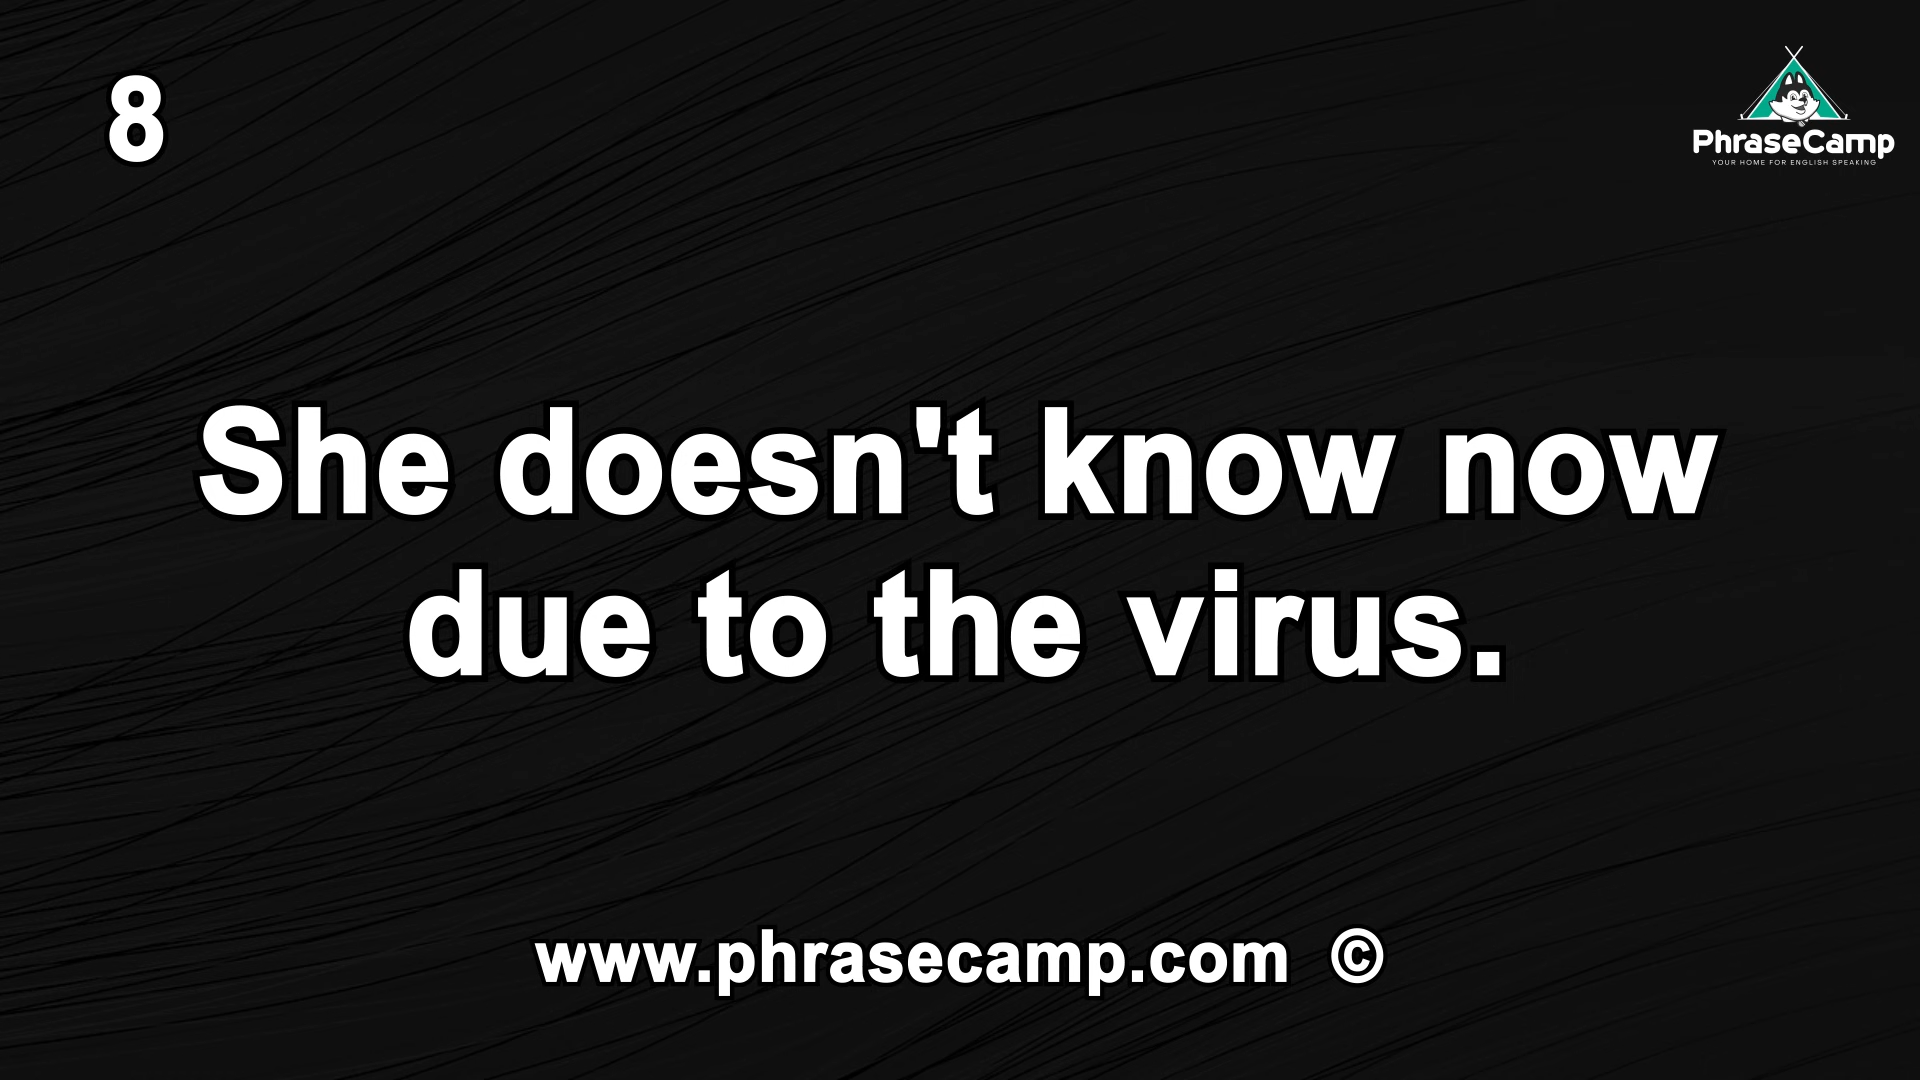 8
PhraseCamp
YOUR HOME FOR ENGLISH SPEAKING
She doesn't know now
due to the virus.
www.phrasecamp.com ©